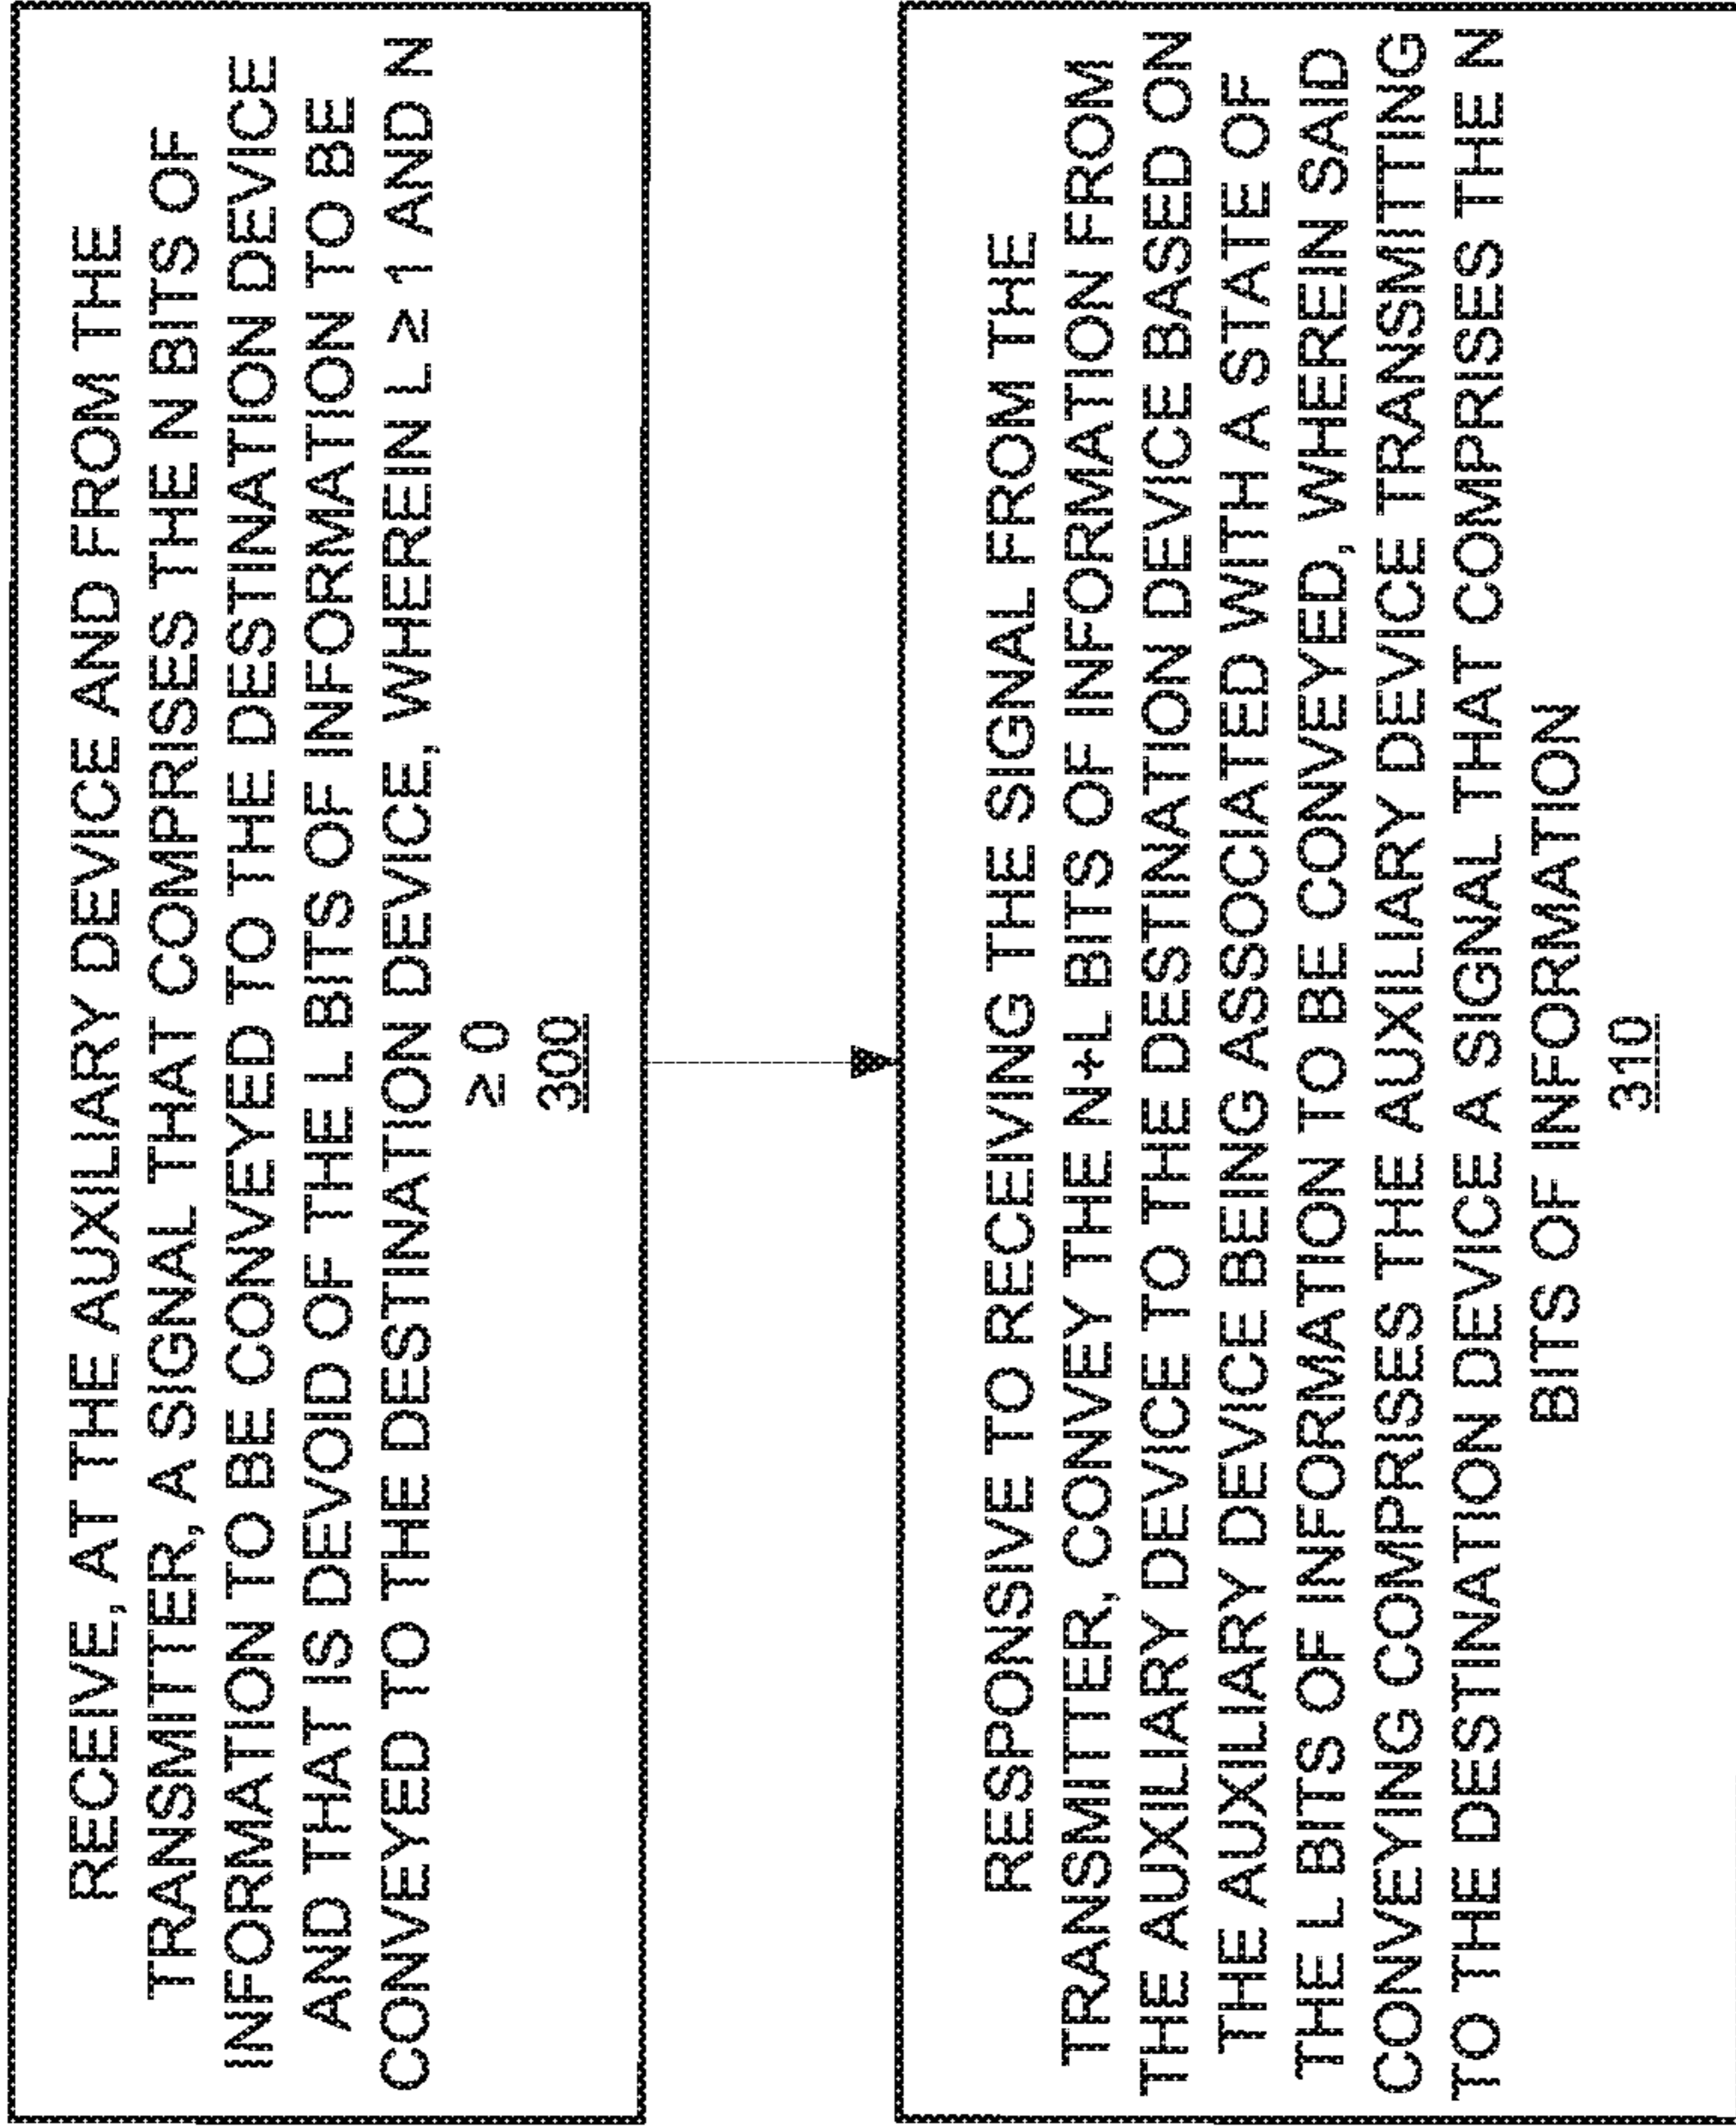 RECEIVE, AT THE AUXILIARY DEVICE AND FROM THE
TRANSMITTER, A SIGNAL THAT COMPRISES THE N BITS OF
INFORMATION TO BE CONVEYED TO THE DESTINATION DEVICE
AND THAT IS DEVOID OF THE L BITS OF INFORMATION TO BE
CONVEYED TO THE DESTINATION DEVICE, WHEREIN L ≥ 1 AND N
≥ 0
300
RESPONSIVE TO RECEIVING THE SIGNAL FROM THE
TRANSMITTER, CONVEY THE N+L BITS OF INFORMATION FROM
THE AUXILIARY DEVICE TO THE DESTINATION DEVICE BASED ON
THE AUXILIARY DEVICE BEING ASSOCIATED WITH A STATE OF
THE L BITS OF INFORMATION TO BE CONVEYED, WHEREIN SAID
CONVEYING COMPRISES THE AUXILIARY DEVICE TRANSMITTING
TO THE DESTINATION DEVICE A SIGNAL THAT COMPRISES THE N
BITS OF INFORMATION
310